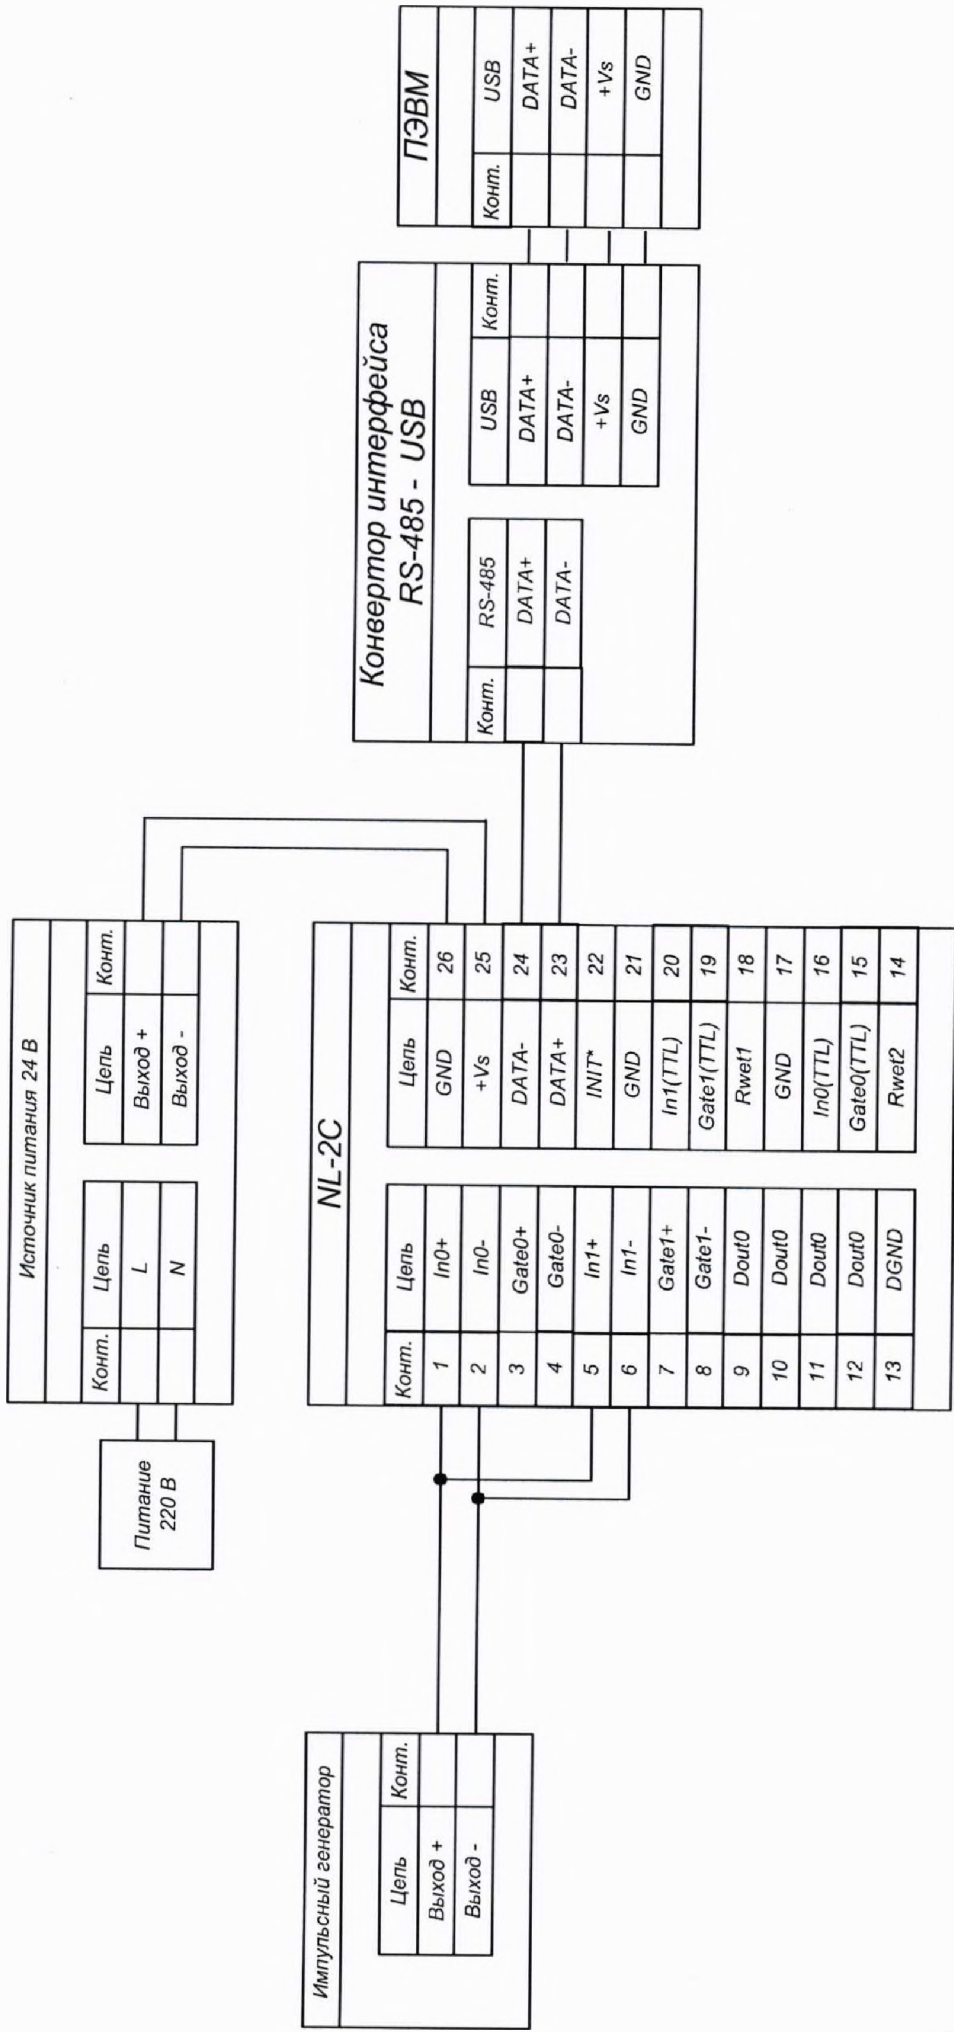 Питание
220 В
Источник питания 24 В
Конт. Цепь Цепь Конт.
L Выход +
N Выход -
Импульсный генератор
Цепь Конт.
Выход +
Выход -
NL-2C
Конт. Цепь Цепь Конт.
1 In0+ GND 26
2 In0- +Vs 25
3 Gate0+ DATA- 24
4 Gate0- DATA+ 23
5 In1+ INIT* 22
6 In1- GND 21
7 Gate1+ In1(TTL) 20
8 Gate1- Gate1(TTL) 19
9 Dout0 Rwet1 18
10 Dout0 GND 17
11 Dout0 In0(TTL) 16
12 Dout0 Gate0(TTL) 15
13 DGND Rwet2 14
Конвертор интерфейса
RS-485 - USB
Конт. RS-485 USB Конт.
DATA+ DATA+
DATA- DATA-
+Vs
GND
ПЭВМ
Конт. USB
DATA+
DATA-
+Vs
GND